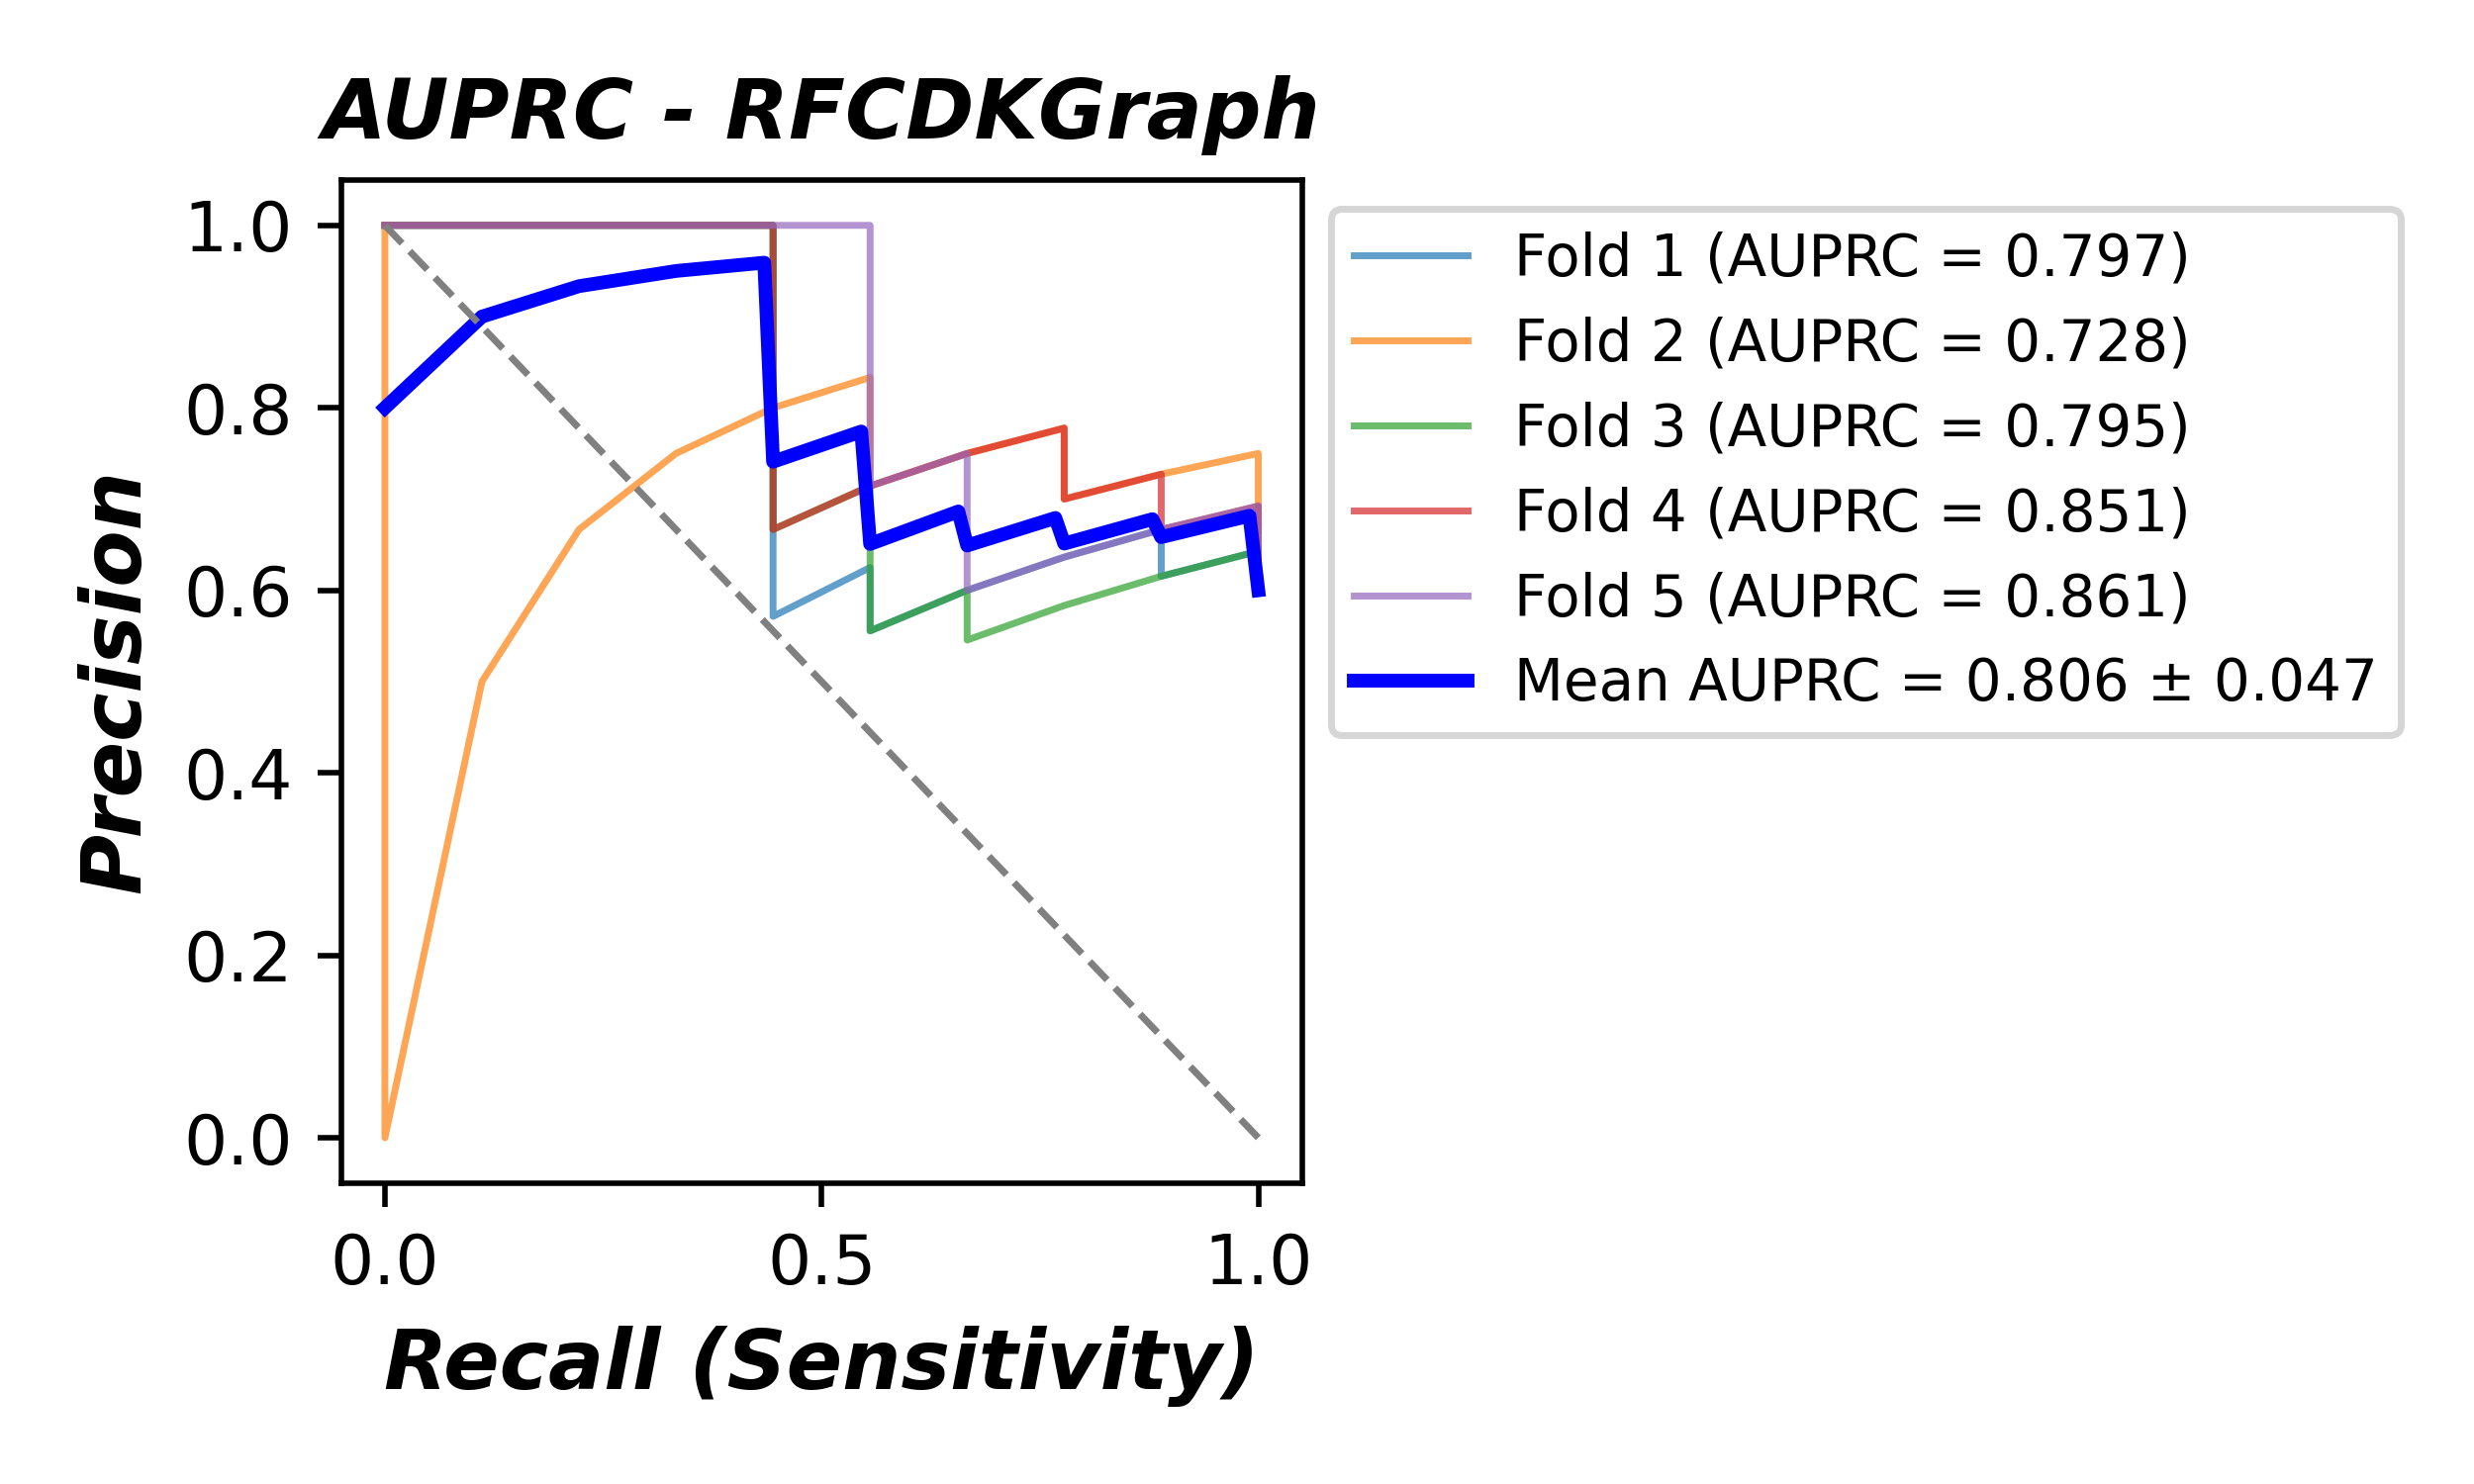 AUPRC - RFCDKGraph
Precision
1.0
0.8
0.6
0.4
0.2
0.0
0.0 0.5 1.0
Recall (Sensitivity)
Fold 1 (AUPRC = 0.797)
Fold 2 (AUPRC = 0.728)
Fold 3 (AUPRC = 0.795)
Fold 4 (AUPRC = 0.851)
Fold 5 (AUPRC = 0.861)
Mean AUPRC = 0.806 ± 0.047